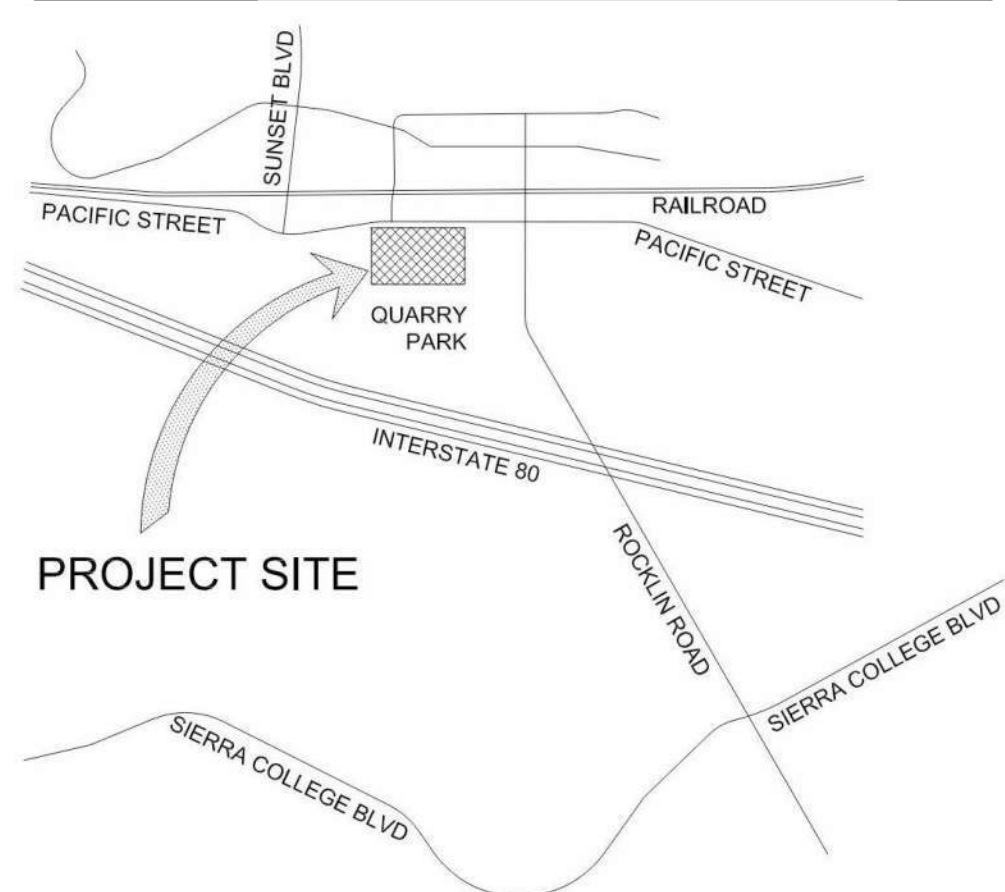 SUNSET BLVD
PACIFIC STREET
RAILROAD
PACIFIC STREET
QUARRY
PARK
INTERSTATE 80
PROJECT SITE
ROCKLIN ROAD
SIERRA COLLEGE BLVD
SIERRA COLLEGE BLVD